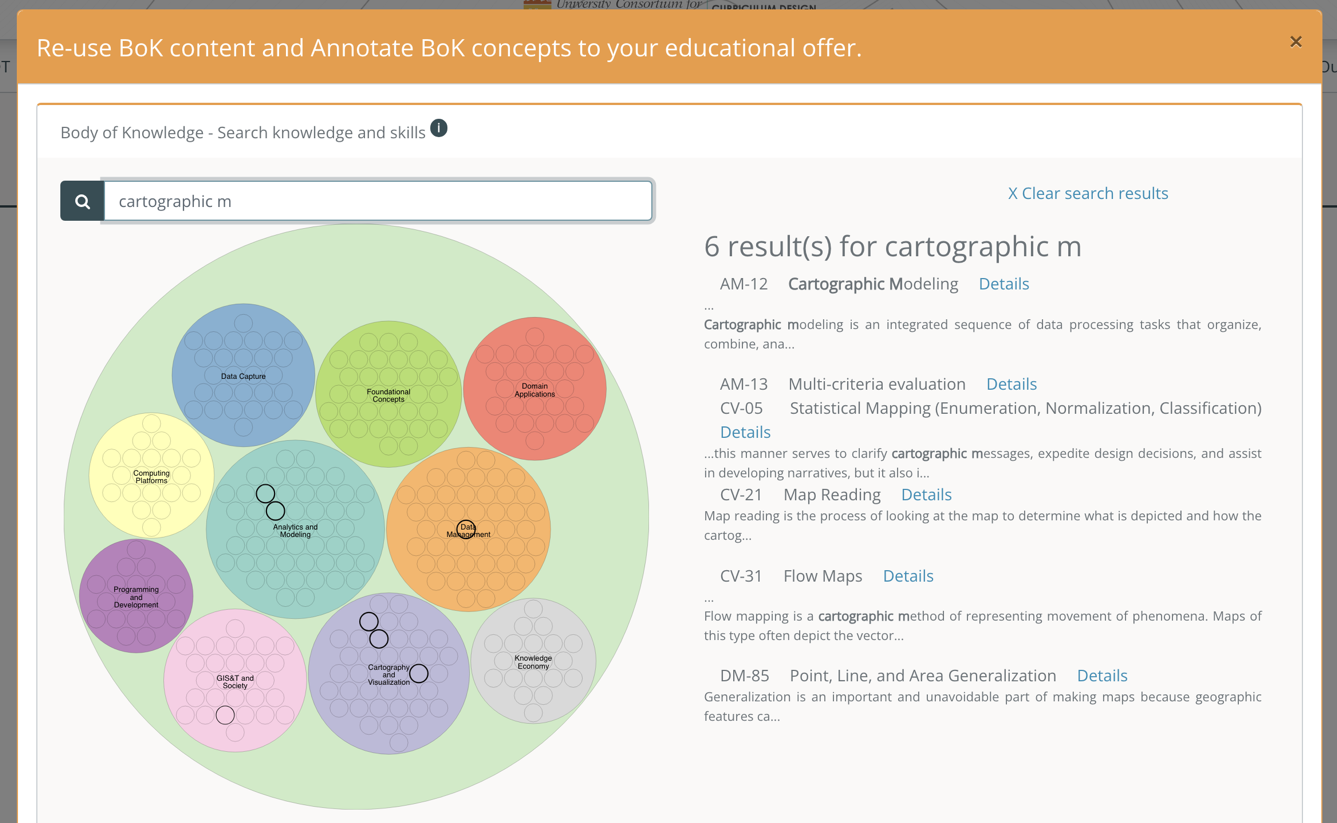 University Consortium for
CURRICULUM DESIGN
Re-use BoK content and Annotate BoK concepts to your educational offer.
×
T
Ou
Body of Knowledge - Search knowledge and skills i
cartographic m
X Clear search results
6 result(s) for cartographic m
AM-12 Cartographic Modeling Details
...
Cartographic modeling is an integrated sequence of data processing tasks that organize,
combine, ana...
AM-13 Multi-criteria evaluation Details
CV-05 Statistical Mapping (Enumeration, Normalization, Classification)
Details
...this manner serves to clarify cartographic messages, expedite design decisions, and assist
in developing narratives, but it also i...
CV-21 Map Reading Details
Map reading is the process of looking at the map to determine what is depicted and how the
cartog...
CV-31 Flow Maps Details
...
Flow mapping is a cartographic method of representing movement of phenomena. Maps of
this type often depict the vector...
DM-85 Point, Line, and Area Generalization Details
Generalization is an important and unavoidable part of making maps because geographic
features ca...
Data Capture
Foundational
Concepts
Domain
Applications
Computing
Platforms
Analytics and
Modeling
Data
Management
Programming
and
Development
GIS&T and
Society
Cartography
and
Visualization
Knowledge
Economy